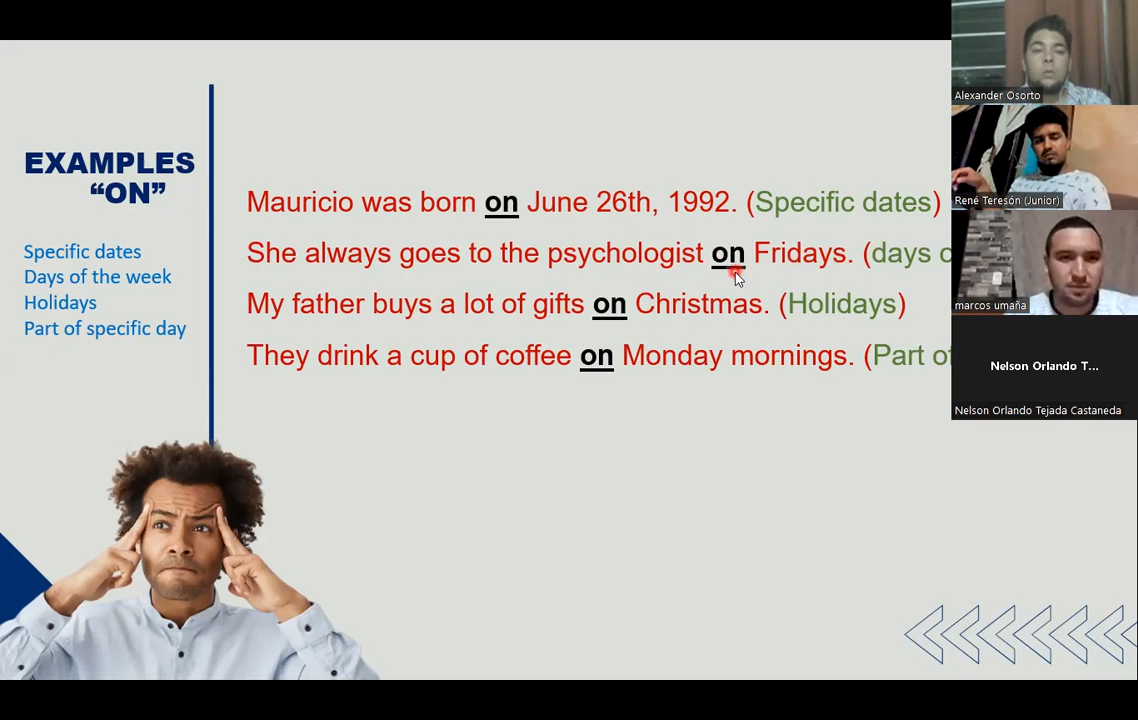 EXAMPLES
“ON”
Specific dates
Days of the week
Holidays
Part of specific day
Mauricio was born on June 26th, 1992. (Specific dates)
She always goes to the psychologist on Fridays. (days
My father buys a lot of gifts on Christmas. (Holidays)
They drink a cup of coffee on Monday mornings. (Part of
Alexander Osorto
René Teresón (Junior)
marcos umaña
Nelson Orlando T...
Nelson Orlando Tejada Castaneda